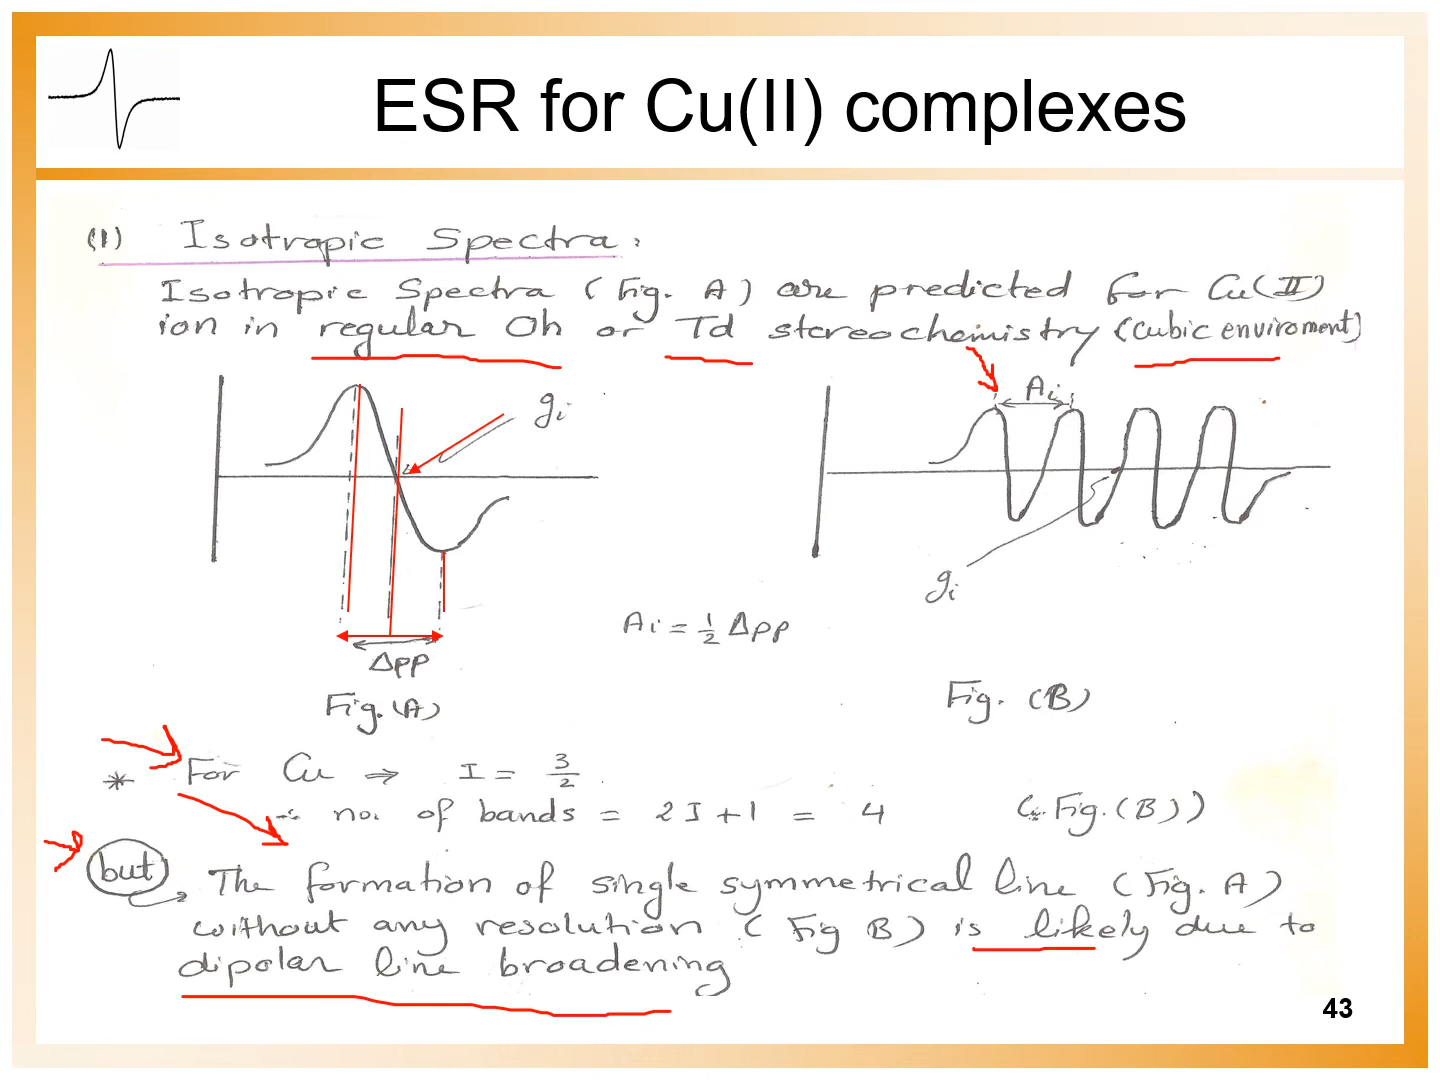 ESR for Cu(II) complexes
(1) Isotropic Spectra:
Isotropic Spectra (Fig. A) are predicted for Cu(II)
ion in regular Oh or Td stereochemistry (cubic enviroment)
gi
Ai
gi
Ai = 1/2 Δpp
Δpp
Fig. (A)
Fig. (B)
* For Cu ⇒ I = 3/2
∴ no. of bands = 2I + 1 = 4 (Fig. (B))
but, The formation of single symmetrical line (Fig. A)
without any resolution (Fig B) is likely due to
dipolar line broadening
43